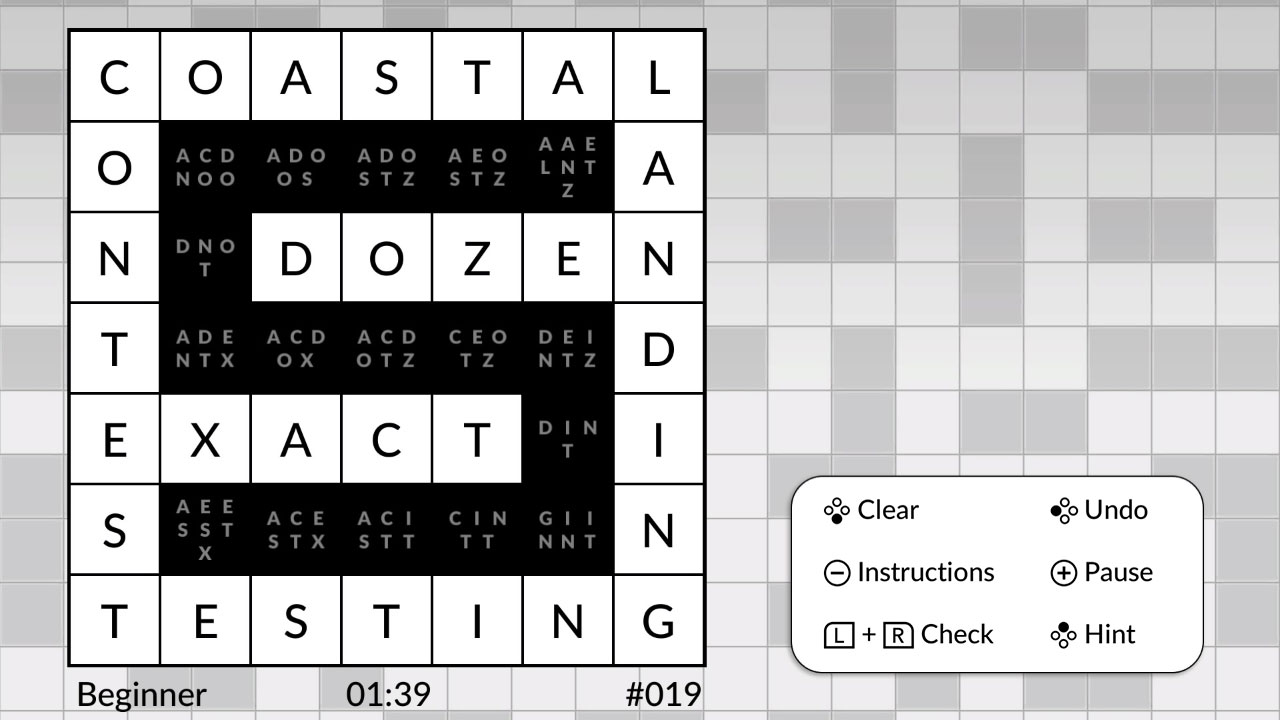 C O A S T A L
A A E
A C D A D O A D O A E O L N T
O N O O O S S T Z S T Z Z A
D N O
N T D O Z E N
A D E A C D A C D C E O D E I
T N T X O X O T Z T Z N T Z D
D I N
E X A C T T I
A E E
S S T A C E A C I C I N G I I
S X S T X S T T T T N N T N
T E S T I N G
Beginner 01:39 #019
Clear Undo
Instructions Pause
L + R Check Hint